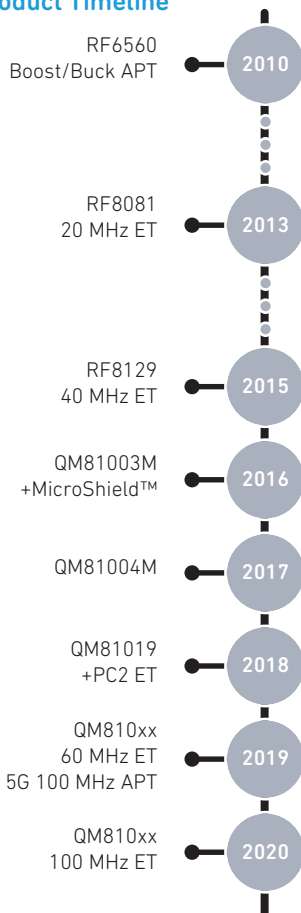 Product Timeline
RF6560
Boost/Buck APT
2010
RF8081
20 MHz ET
2013
RF8129
40 MHz ET
2015
QM81003M
+MicroShield™
2016
QM81004M
2017
QM81019
+PC2 ET
2018
QM810xx
60 MHz ET
5G 100 MHz APT
2019
QM810xx
100 MHz ET
2020